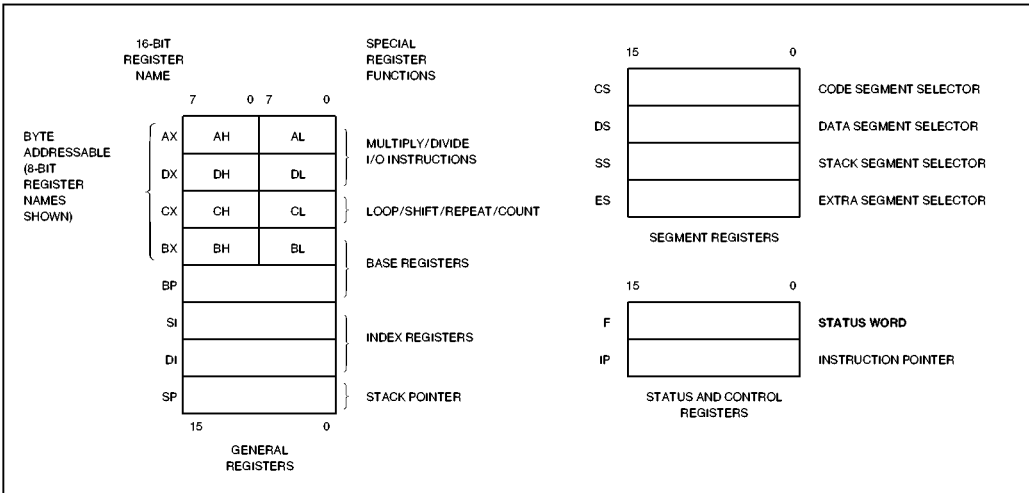 16-BIT
REGISTER
NAME
SPECIAL
REGISTER
FUNCTIONS
7 0 7 0
BYTE
ADDRESSABLE
(8-BIT
REGISTER
NAMES
SHOWN)
AX AH AL
DX DH DL
MULTIPLY/DIVIDE
I/O INSTRUCTIONS
CX CH CL LOOP/SHIFT/REPEAT/COUNT
BX BH BL
BP
BASE REGISTERS
SI
DI
INDEX REGISTERS
SP STACK POINTER
15 0
GENERAL
REGISTERS
15 0
CS CODE SEGMENT SELECTOR
DS DATA SEGMENT SELECTOR
SS STACK SEGMENT SELECTOR
ES EXTRA SEGMENT SELECTOR
SEGMENT REGISTERS
15 0
F STATUS WORD
IP INSTRUCTION POINTER
STATUS AND CONTROL
REGISTERS